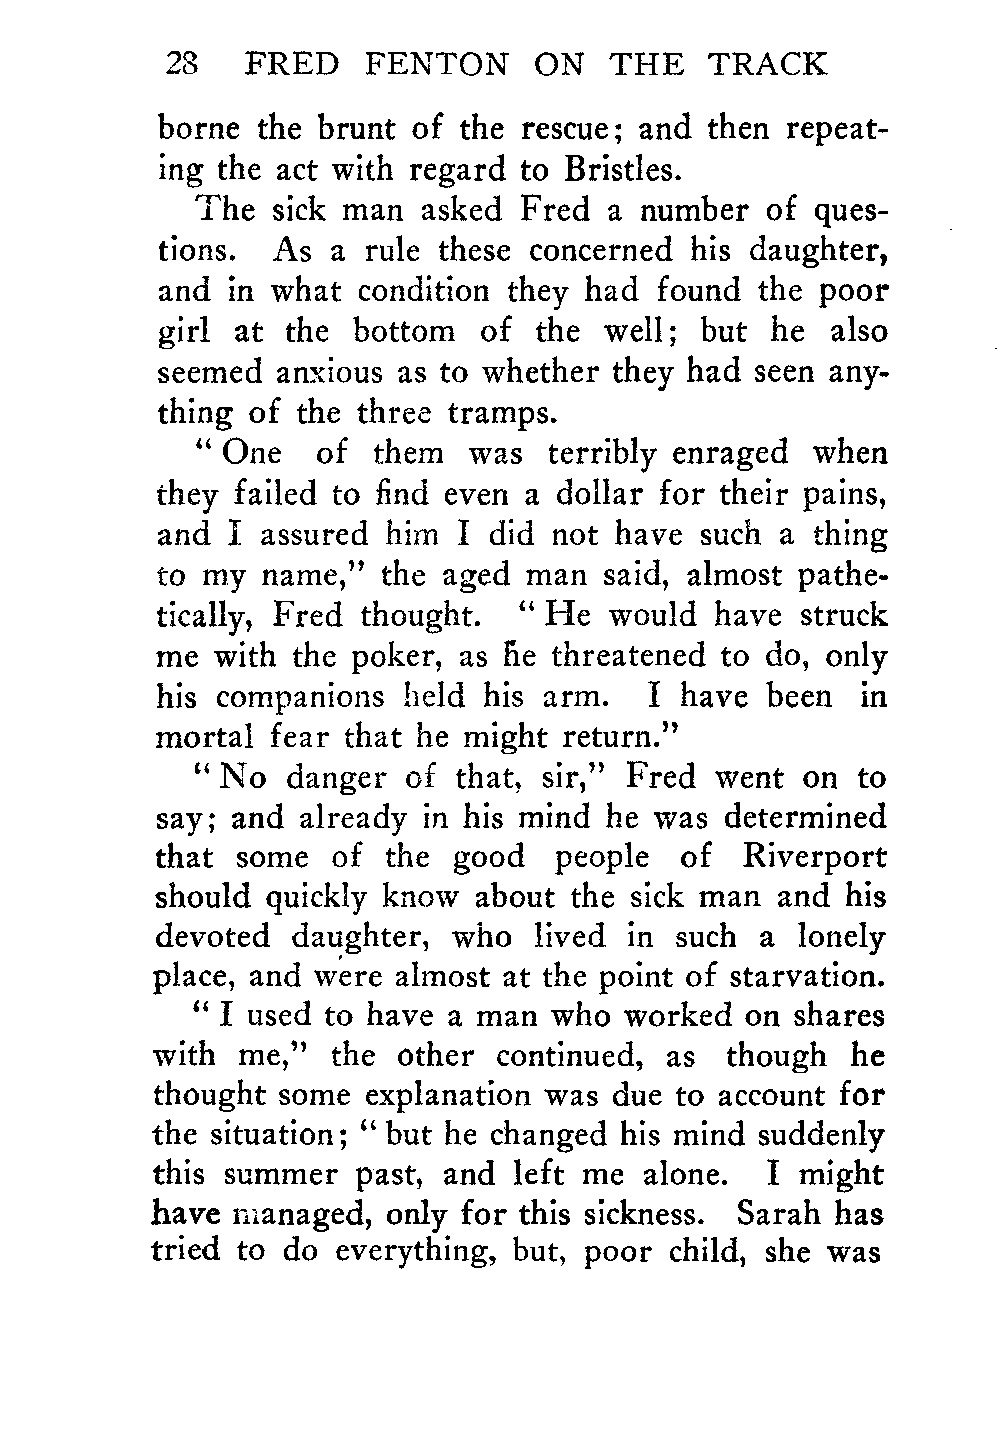 28 FRED FENTON ON THE TRACK
borne the brunt of the rescue; and then repeat-
ing the act with regard to Bristles.
The sick man asked Fred a number of ques-
tions. As a rule these concerned his daughter,
and in what condition they had found the poor
girl at the bottom of the well; but he also
seemed anxious as to whether they had seen any-
thing of the three tramps.
“ One of them was terribly enraged when
they failed to find even a dollar for their pains,
and I assured him I did not have such a thing
to my name,” the aged man said, almost pathe-
tically, Fred thought. “ He would have struck
me with the poker, as he threatened to do, only
his companions held his arm. I have been in
mortal fear that he might return.”
“ No danger of that, sir,” Fred went on to
say; and already in his mind he was determined
that some of the good people of Riverport
should quickly know about the sick man and his
devoted daughter, who lived in such a lonely
place, and were almost at the point of starvation.
“ I used to have a man who worked on shares
with me,” the other continued, as though he
thought some explanation was due to account for
the situation; “ but he changed his mind suddenly
this summer past, and left me alone. I might
have managed, only for this sickness. Sarah has
tried to do everything, but, poor child, she was